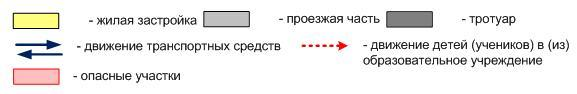 - жилая застройка - проезжая часть - тротуар
- движение транспортных средств - движение детей (учеников) в (из)
образовательное учреждение
- опасные участки